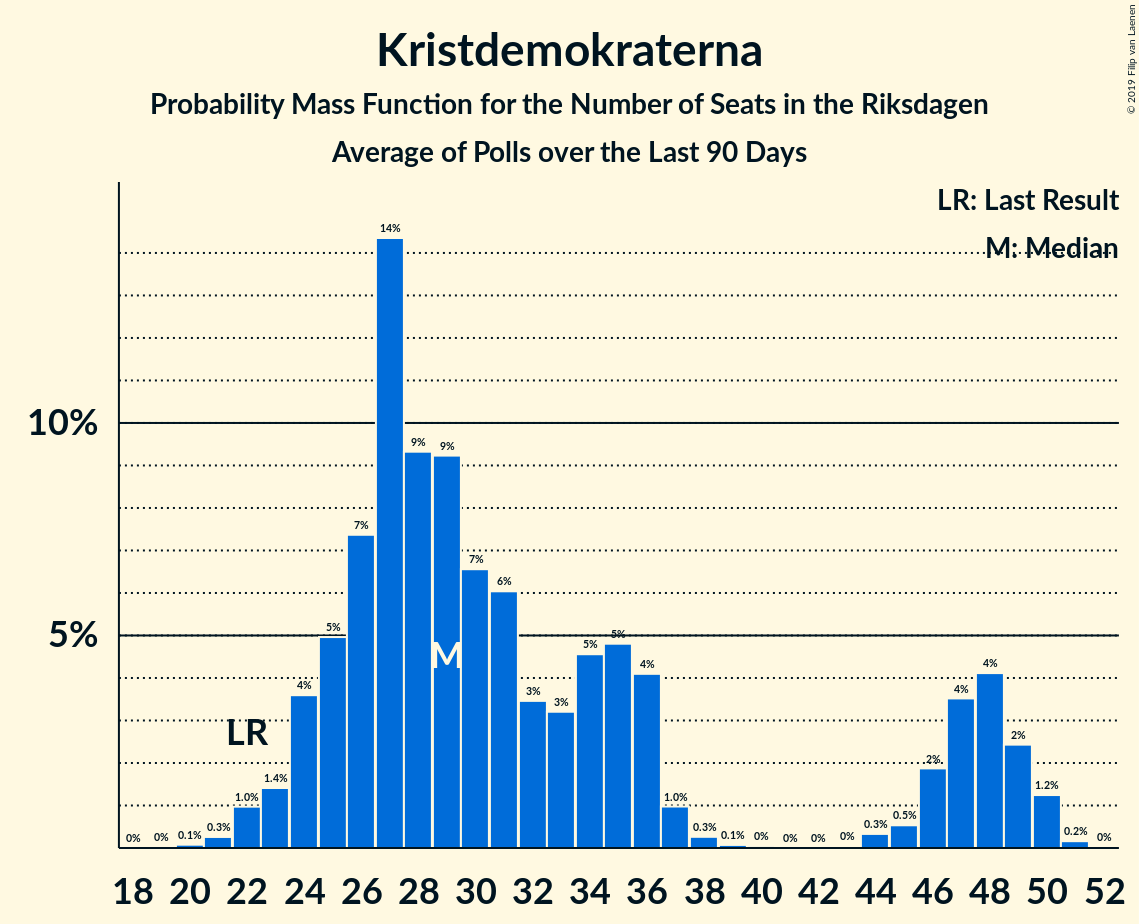 Kristdemokraterna
Probability Mass Function for the Number of Seats in the Riksdagen
Average of Polls over the Last 90 Days
© 2019 Filip van Laenen
LR: Last Result
M: Median
10%
5%
0% 0% 0.1% 0.3% 1.0% 1.4% 4% 5% 7% 14% 9% 9% 7% 6% 3% 3% 5% 5% 4% 1.0% 0.3% 0.1% 0% 0% 0% 0% 0.3% 0.5% 2% 4% 4% 2% 1.2% 0.2% 0%
M
LR
18 20 22 24 26 28 30 32 34 36 38 40 42 44 46 48 50 52